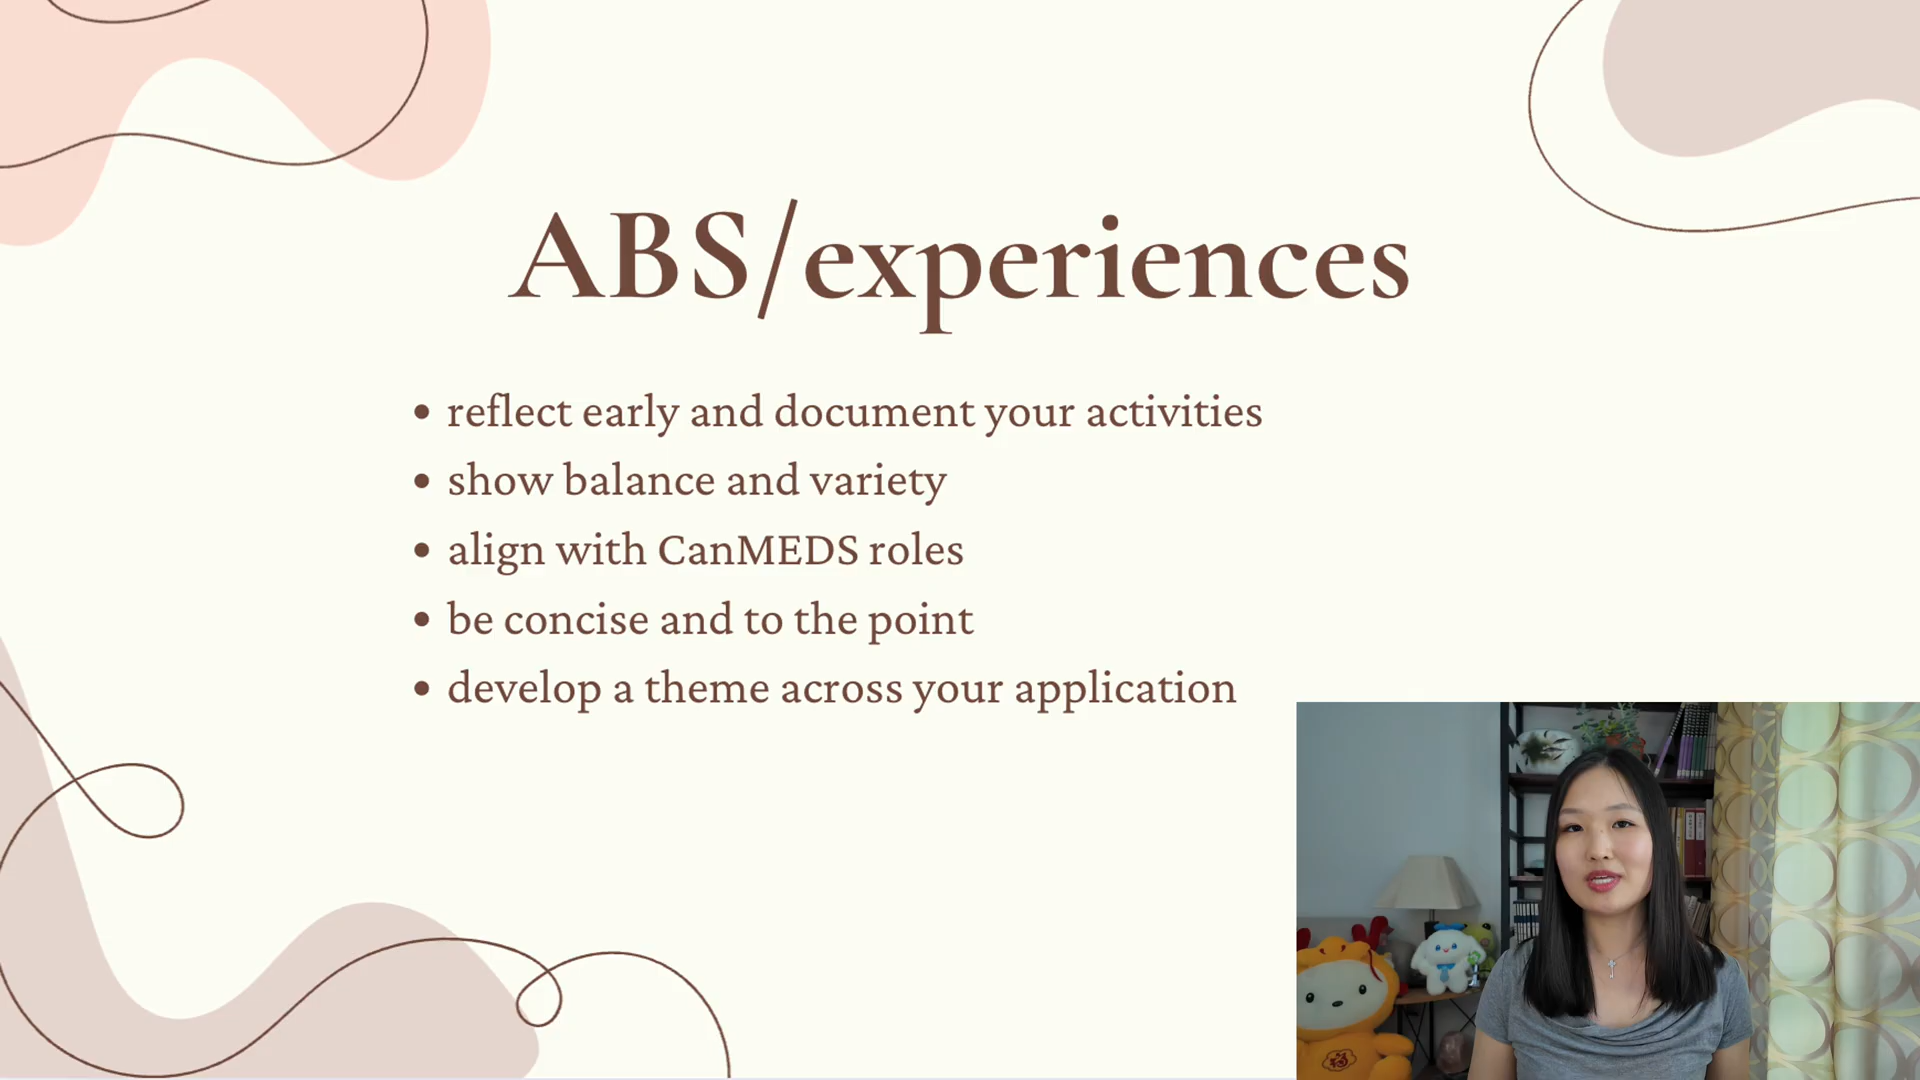 ABS/experiences
• reflect early and document your activities
• show balance and variety
• align with CanMEDS roles
• be concise and to the point
• develop a theme across your application